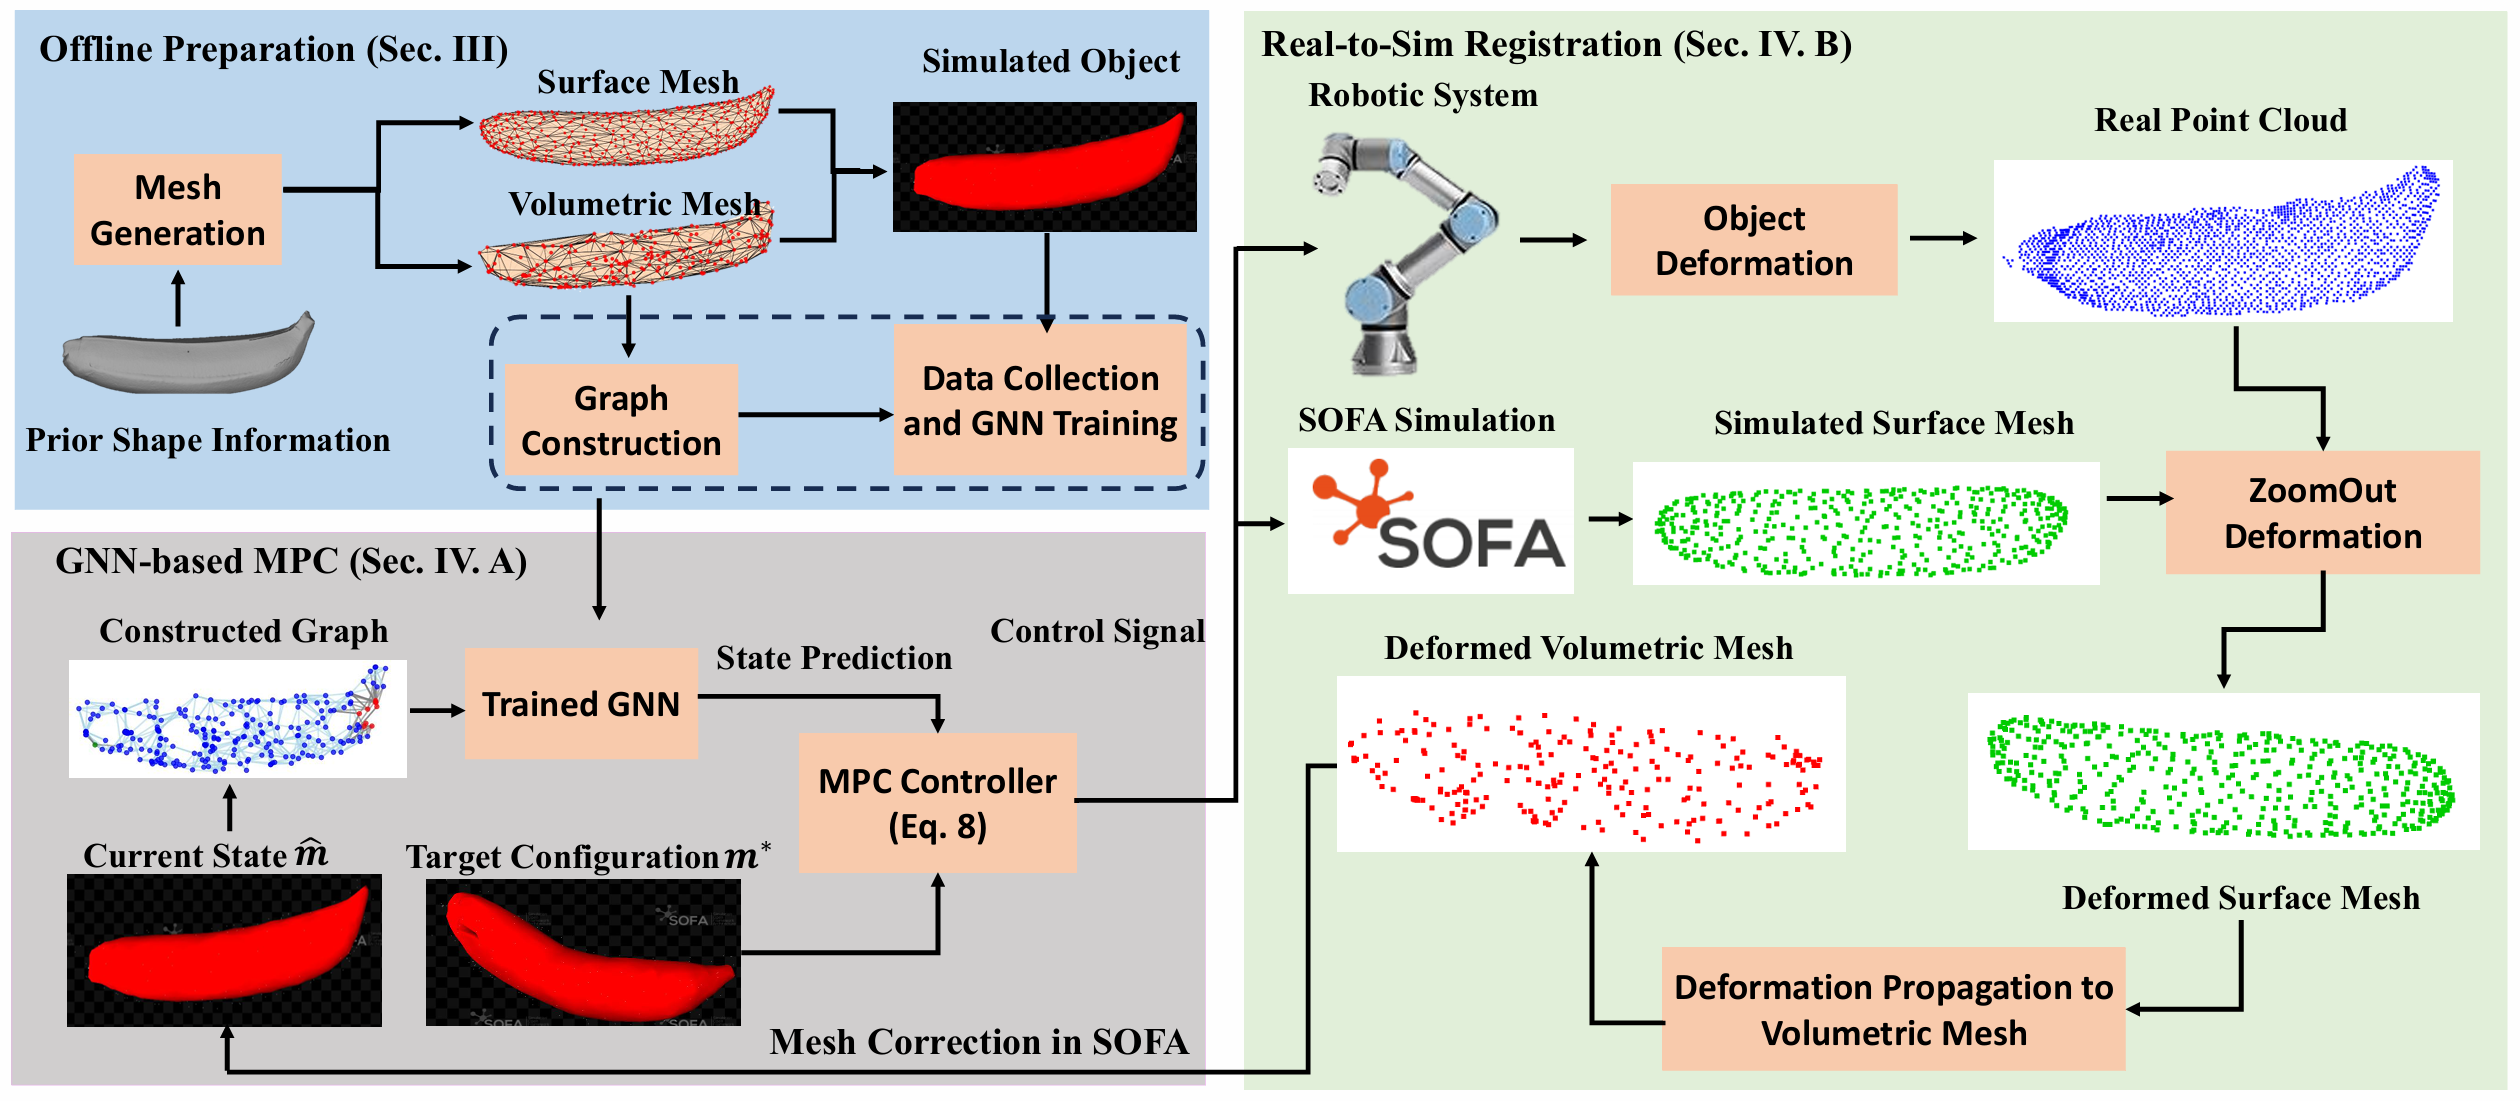 Offline Preparation (Sec. III)
Surface Mesh
Simulated Object
Mesh
Generation
Volumetric Mesh
Prior Shape Information
Graph
Construction
Data Collection
and GNN Training
GNN-based MPC (Sec. IV. A)
Constructed Graph
Trained GNN
State Prediction
Control Signal
MPC Controller
(Eq. 8)
Current State m̂
Target Configuration m*
SOFA
SOFA
SOFA
Mesh Correction in SOFA
Real-to-Sim Registration (Sec. IV. B)
Robotic System
Object
Deformation
Real Point Cloud
SOFA Simulation
SOFA
Simulated Surface Mesh
ZoomOut
Deformation
Deformed Volumetric Mesh
Deformed Surface Mesh
Deformation Propagation to
Volumetric Mesh